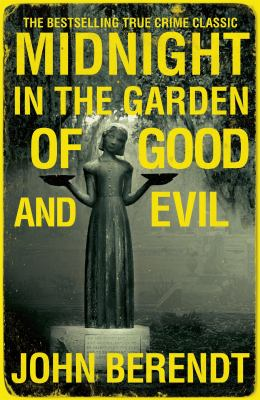 THE BESTSELLING TRUE CRIME CLASSIC
MIDNIGHT
IN THE GARDEN
OF GOOD
AND EVIL
JOHN BERENDT